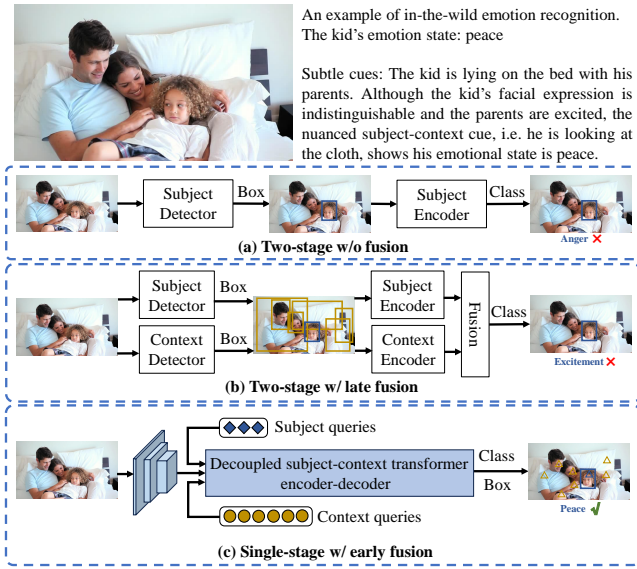 An example of in-the-wild emotion recognition.
The kid's emotion state: peace
Subtle cues: The kid is lying on the bed with his
parents. Although the kid's facial expression is
indistinguishable and the parents are excited, the
nuanced subject-context cue, i.e. he is looking at
the cloth, shows his emotional state is peace.
Subject
Detector
Box
Subject
Encoder
Class
Anger
(a) Two-stage w/o fusion
Subject
Detector
Box
Subject
Encoder
Context
Detector
Box
Context
Encoder
Fusion
Class
Excitement
(b) Two-stage w/ late fusion
Subject queries
Decoupled subject-context transformer
encoder-decoder
Class
Box
Context queries
Peace
(c) Single-stage w/ early fusion